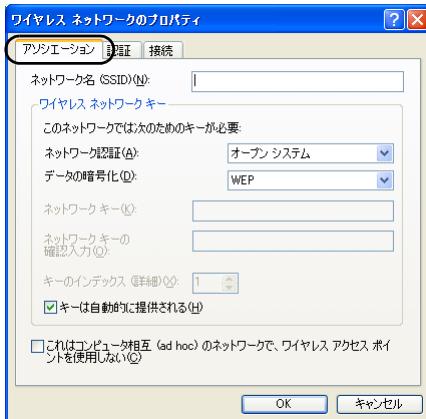 ワイヤレス ネットワークのプロパティ
アソシエーション 認証 接続
ネットワーク名 (SSID)(N):
ワイヤレス ネットワーク キー
このネットワークでは次のためのキーが必要:
ネットワーク認証(A): オープン システム
データの暗号化(D): WEP
ネットワーク キー(K):
ネットワーク キーの
確認入力(O):
キーのインデックス (詳細)(X): 1
キーは自動的に提供される(H)
これはコンピュータ相互 (ad hoc) のネットワークで、ワイヤレス アクセス ポイ
ントを使用しない(C)
OK キャンセル